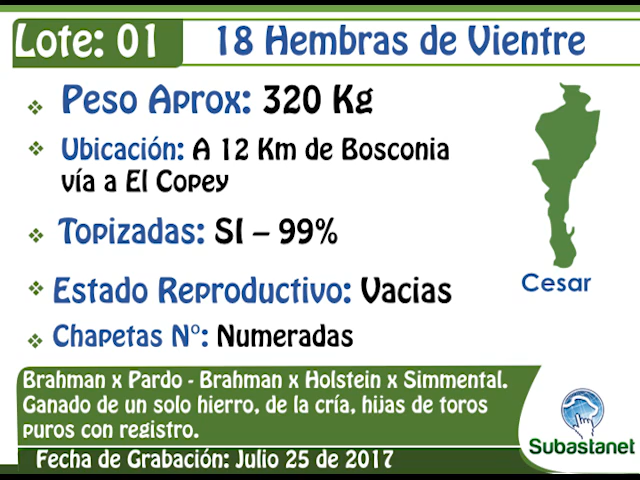 Lote: 01
18 Hembras de Vientre
Peso Aprox: 320 Kg
Ubicación: A 12 Km de Bosconia
vía a El Copey
Topizadas: SI – 99%
Estado Reproductivo: Vacias
Chapetas N°: Numeradas
Cesar
Brahman x Pardo - Brahman x Holstein x Simmental.
Ganado de un solo hierro, de la cría, hijas de toros
puros con registro.
Subastanet
Fecha de Grabación: Julio 25 de 2017